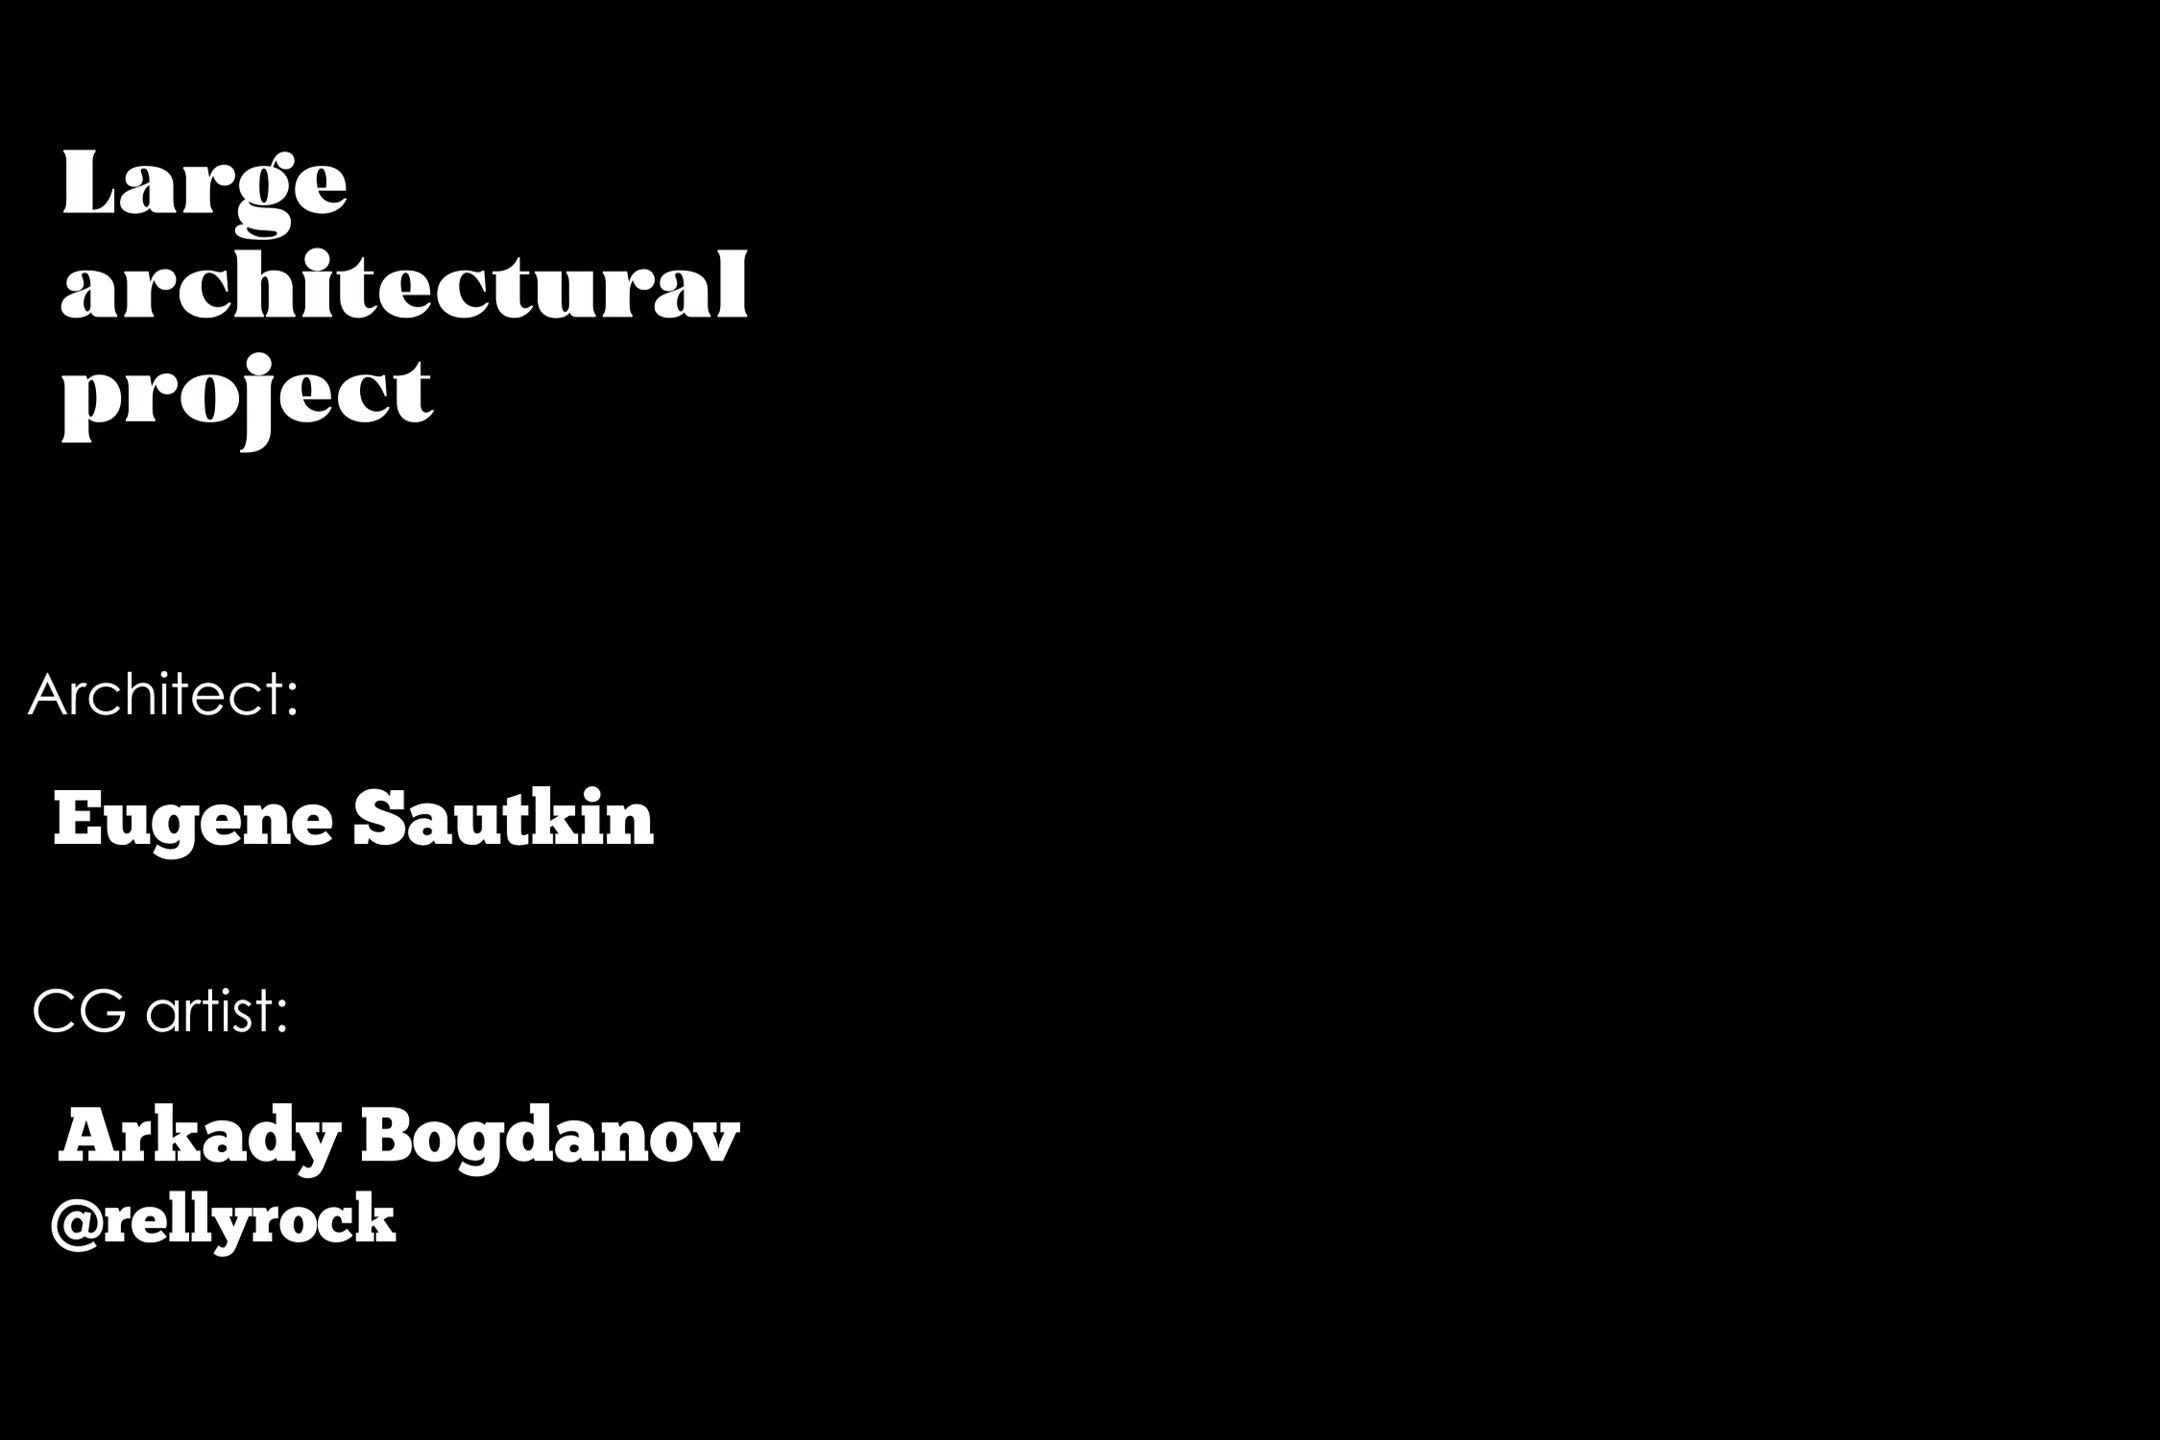 Large
architectural
project
Architect:
Eugene Sautkin
CG artist:
Arkady Bogdanov
@rellyrock